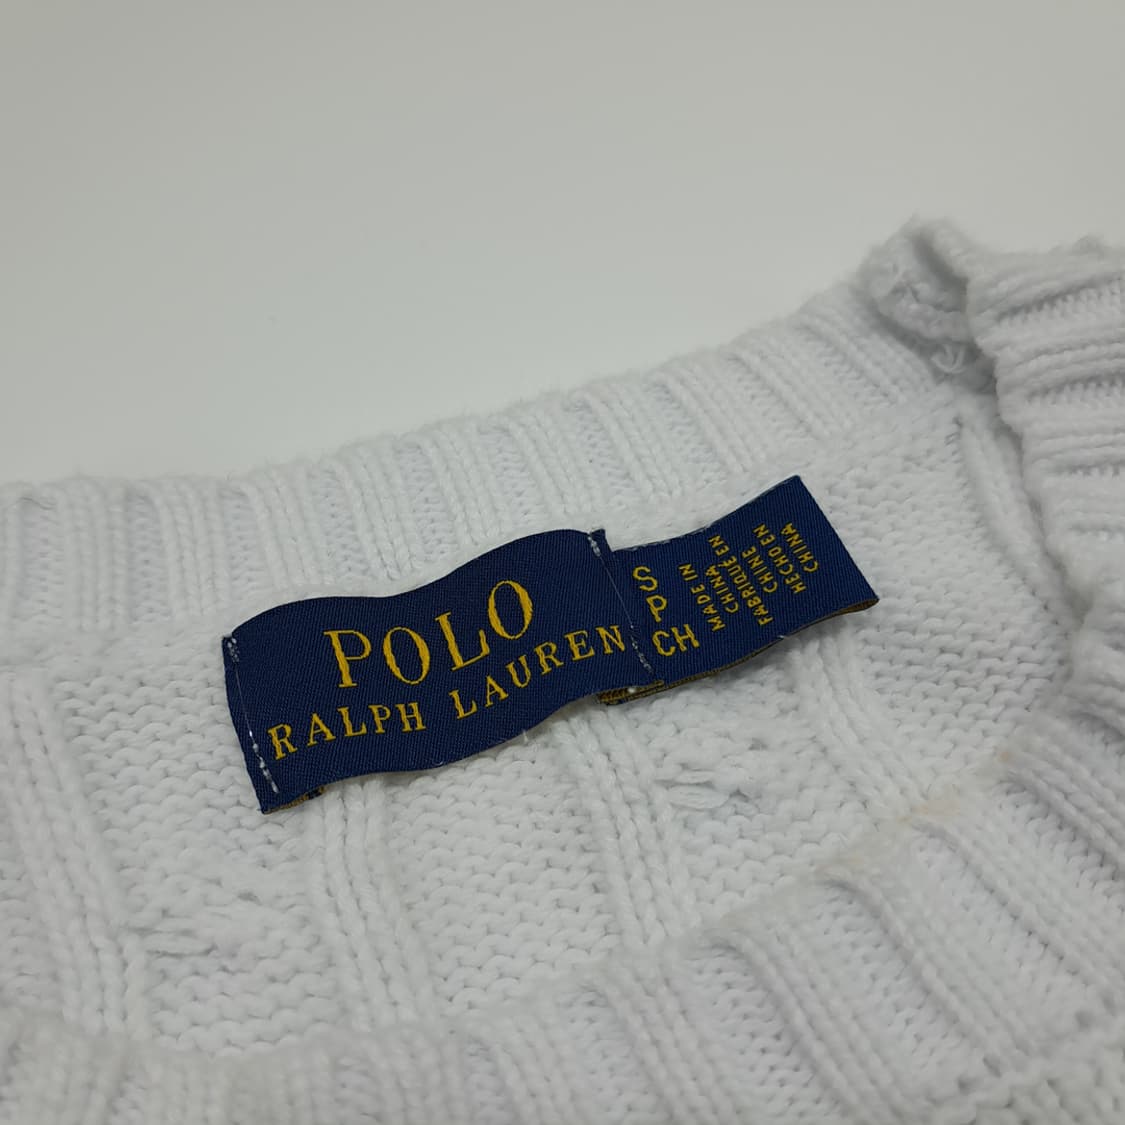 POLO
RALPH LAUREN
S
P
CH
MADE IN
CHINA
FABRIQUÉ EN
CHINE
HECHO EN
CHINA